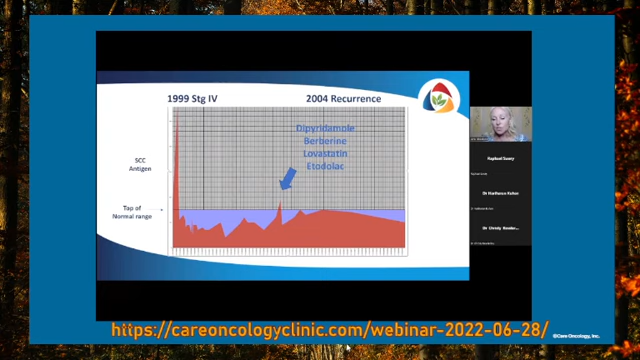 1999 Stg IV
2004 Recurrence
Dipyridamole
Berberine
Lovastatin
Etodolac
SCC
Antigen
Top of
Normal range
https://careoncologyclinic.com/webinar-2022-06-28/
©Care Oncology, Inc.